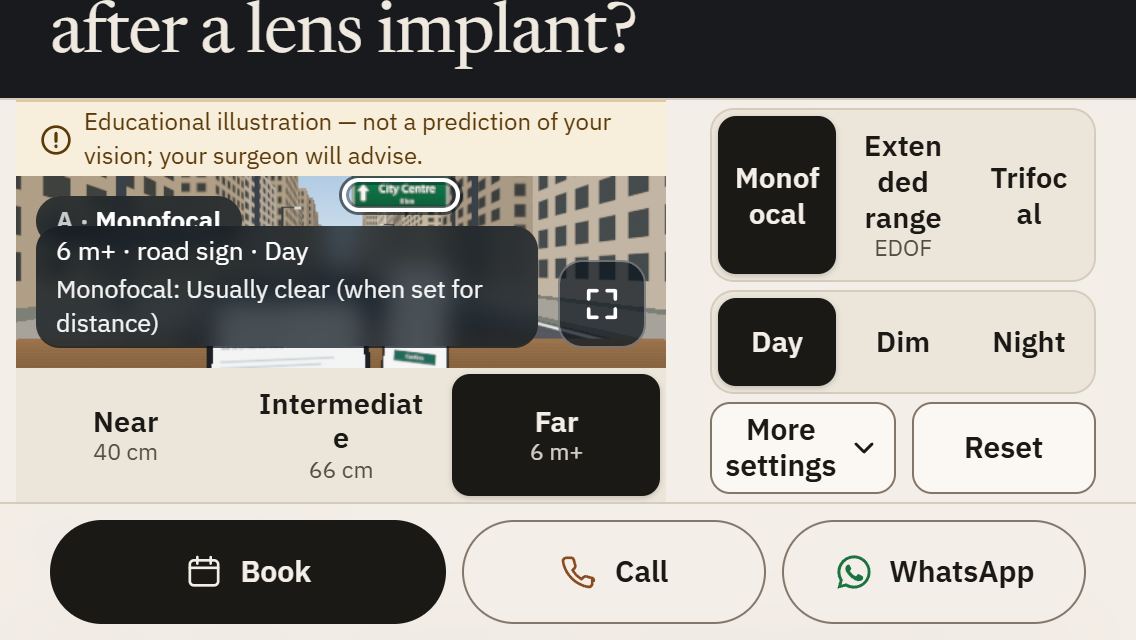 after a lens implant?
Educational illustration — not a prediction of your
vision; your surgeon will advise.
City Centre
A · Monofocal
6 m+ · road sign · Day
Monofocal: Usually clear (when set for
distance)
Near
40 cm
Intermediat
e
66 cm
Far
6 m+
Monof
ocal
Exten
ded
range
EDOF
Trifoc
al
Day
Dim
Night
More
settings
Reset
Book
Call
WhatsApp